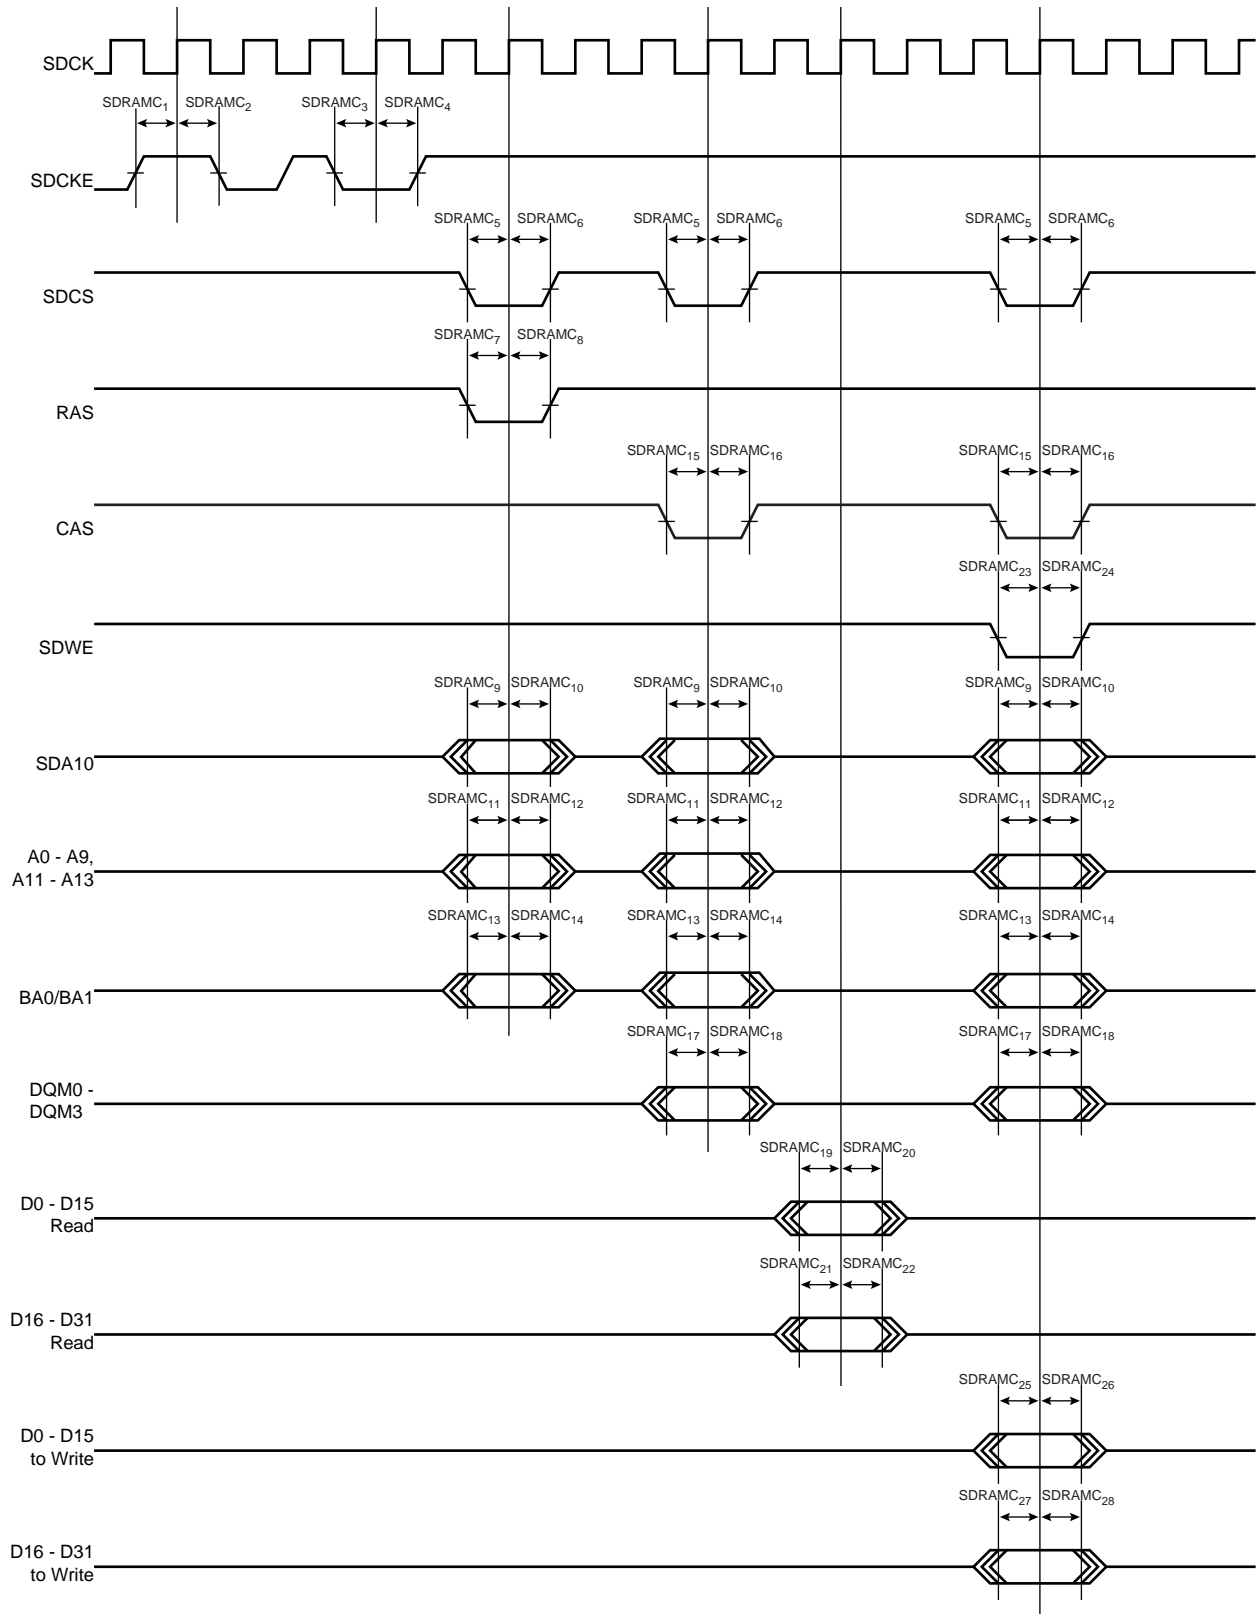 SDCK
SDRAMC1 SDRAMC2 SDRAMC3 SDRAMC4
SDCKE
SDRAMC5 SDRAMC6 SDRAMC5 SDRAMC6 SDRAMC5 SDRAMC6
SDCS
SDRAMC7 SDRAMC8
RAS
SDRAMC15 SDRAMC16 SDRAMC15 SDRAMC16
CAS
SDRAMC23 SDRAMC24
SDWE
SDRAMC9 SDRAMC10 SDRAMC9 SDRAMC10 SDRAMC9 SDRAMC10
SDA10
SDRAMC11 SDRAMC12 SDRAMC11 SDRAMC12 SDRAMC11 SDRAMC12
A0 - A9,
A11 - A13
SDRAMC13 SDRAMC14 SDRAMC13 SDRAMC14 SDRAMC13 SDRAMC14
BA0/BA1
SDRAMC17 SDRAMC18 SDRAMC17 SDRAMC18
DQM0 -
DQM3
SDRAMC19 SDRAMC20
D0 - D15
Read
SDRAMC21 SDRAMC22
D16 - D31
Read
SDRAMC25 SDRAMC26
D0 - D15
to Write
SDRAMC27 SDRAMC28
D16 - D31
to Write